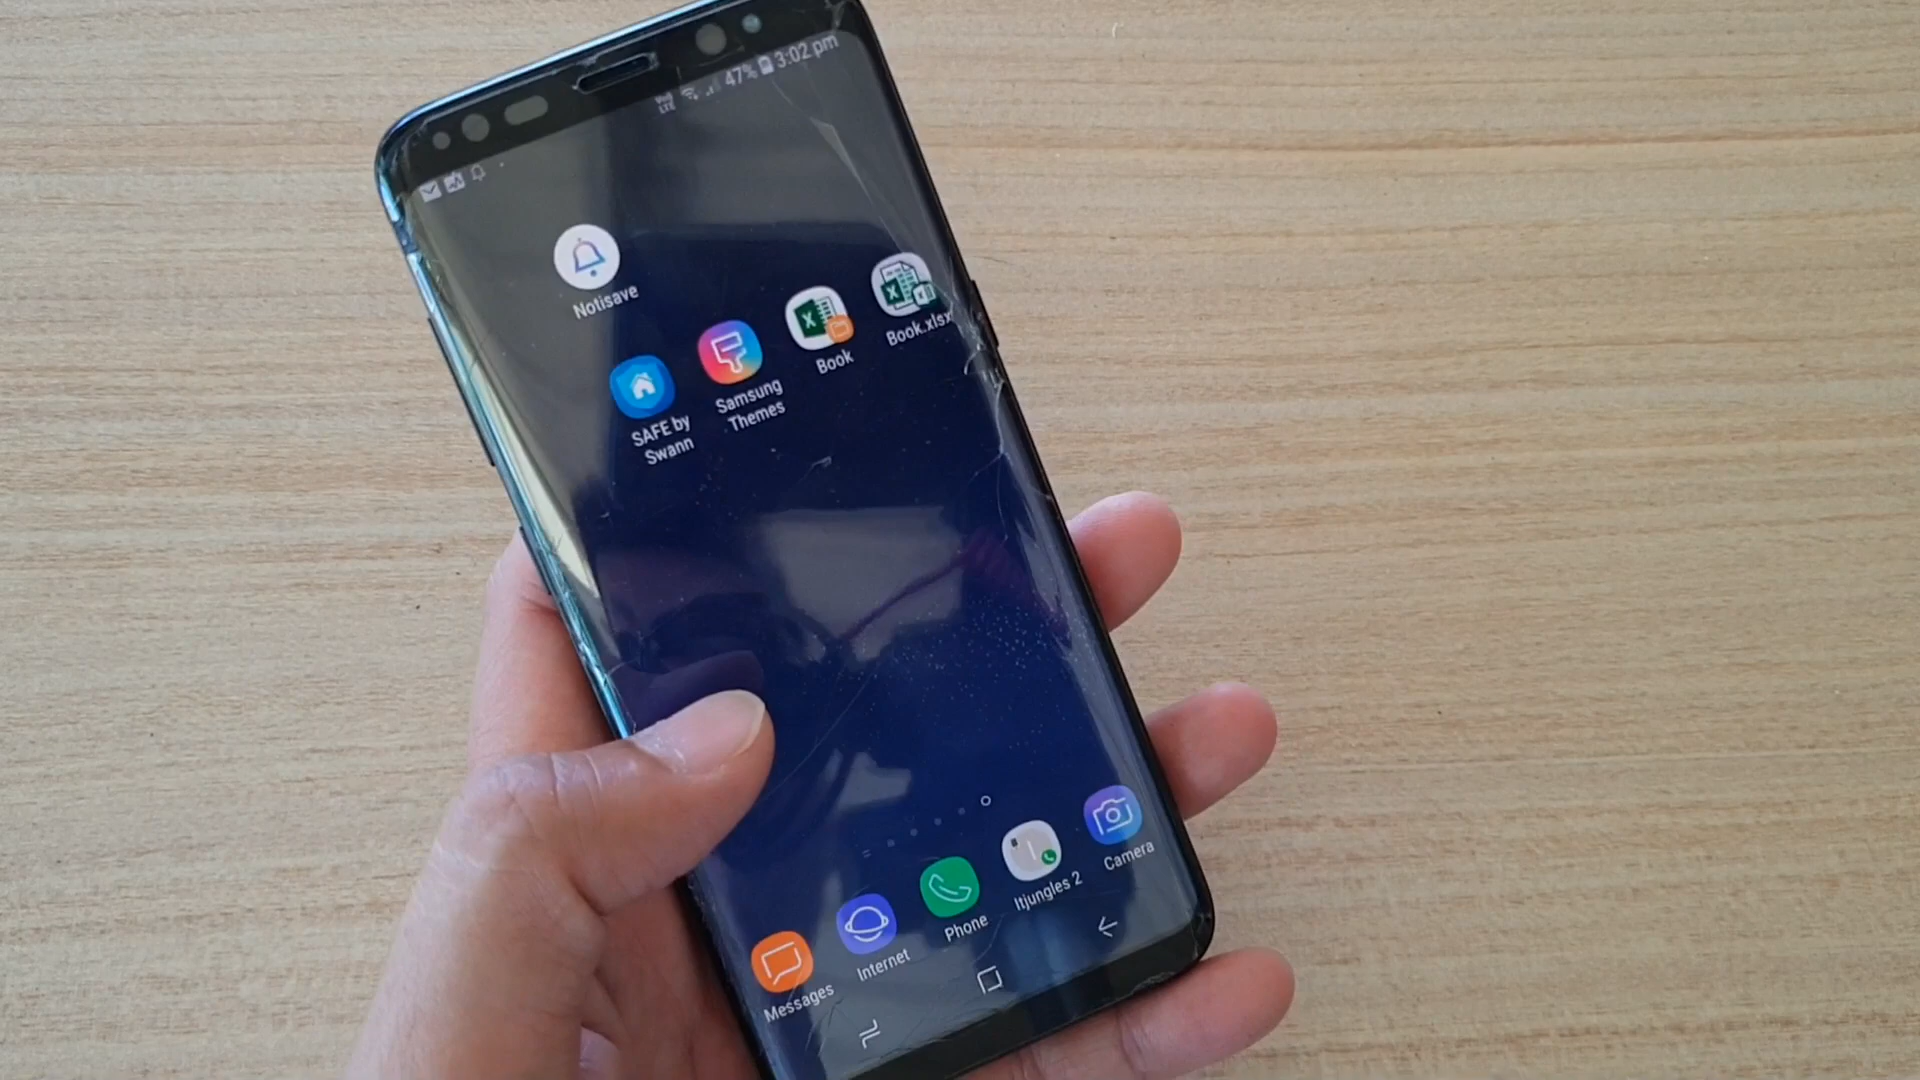 47% 3:02 pm
Notisave
SAFE by
Swann
Samsung
Themes
Book
Book.xlsx
Messages
Internet
Phone
Itjungles 2
Camera